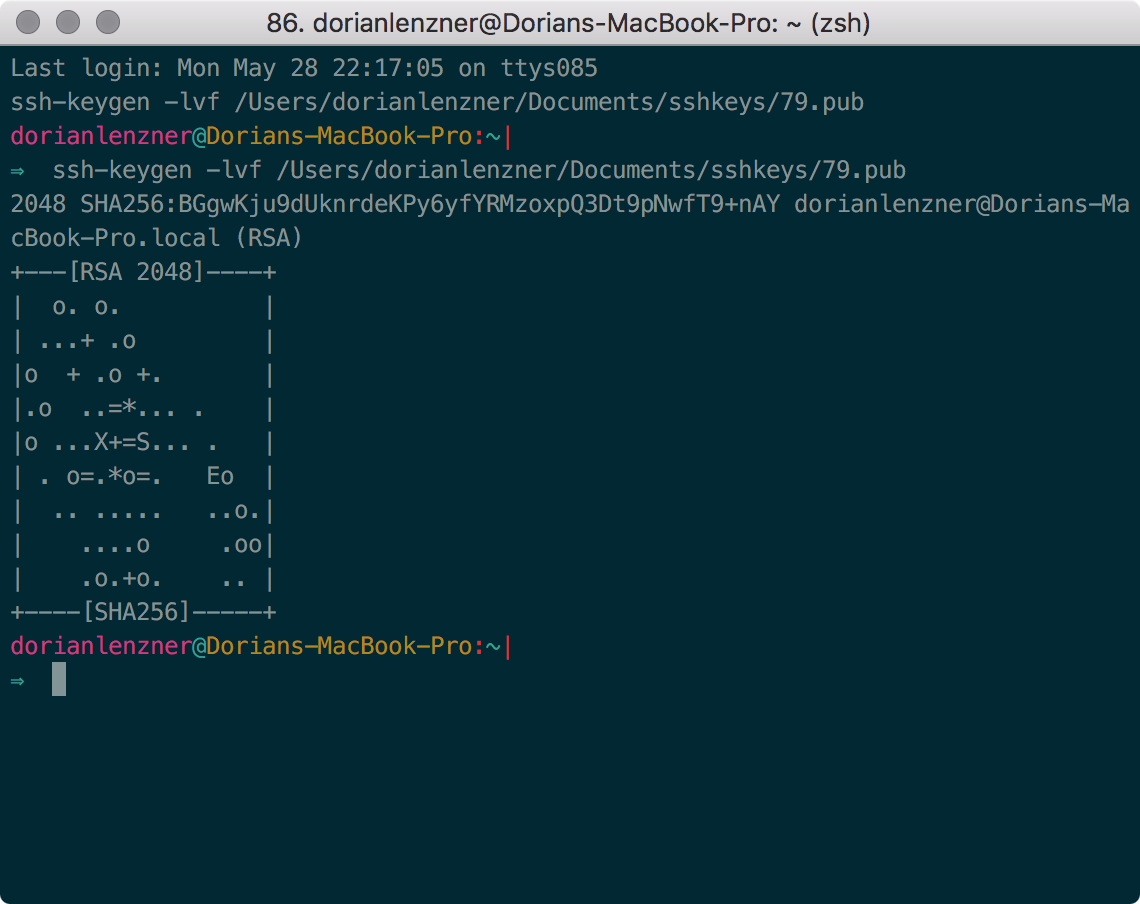 86. dorianlenzner@Dorians-MacBook-Pro: ~ (zsh)
Last login: Mon May 28 22:17:05 on ttys085
ssh-keygen -lvf /Users/dorianlenzner/Documents/sshkeys/79.pub
dorianlenzner@Dorians-MacBook-Pro:~|
⇒  ssh-keygen -lvf /Users/dorianlenzner/Documents/sshkeys/79.pub
2048 SHA256:BGgwKju9dUknrdeKPy6yfYRMzoxpQ3Dt9pNwfT9+nAY dorianlenzner@Dorians-Ma
cBook-Pro.local (RSA)
+---[RSA 2048]----+
|  o. o.          |
| ...+ .o         |
|o  + .o +.       |
|.o  ..=*... .    |
|o ...X+=S... .   |
| . o=.*o=.   Eo  |
|  .. .....   ..o.|
|    ....o     .oo|
|    .o.+o.    .. |
+----[SHA256]-----+
dorianlenzner@Dorians-MacBook-Pro:~|
⇒